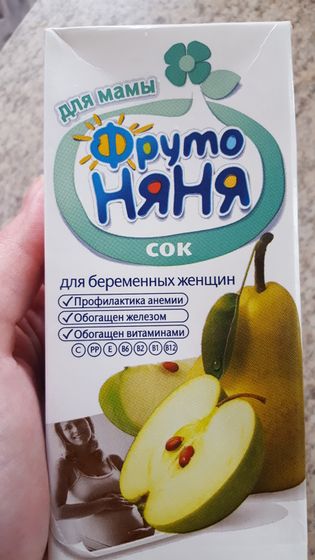 для мамы
Фруто
НЯНЯ
СОК
для беременных женщин
Профилактика анемии
Обогащен железом
Обогащен витаминами
C PP E B6 B2 B1 B12